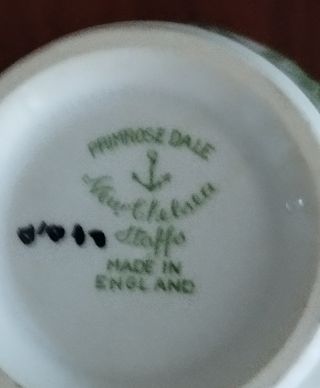 PRIMROSE DALE
New Chelsea
Staffs
MADE IN
ENGLAND